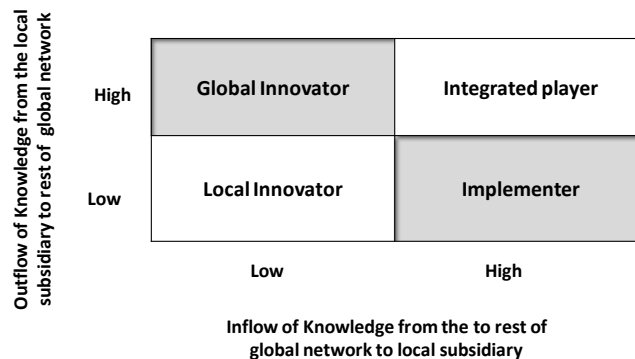 Outflow of Knowledge from the local
subsidiary to rest of global network
High
Global Innovator
Integrated player
Low
Local Innovator
Implementer
Low
High
Inflow of Knowledge from the to rest of
global network to local subsidiary